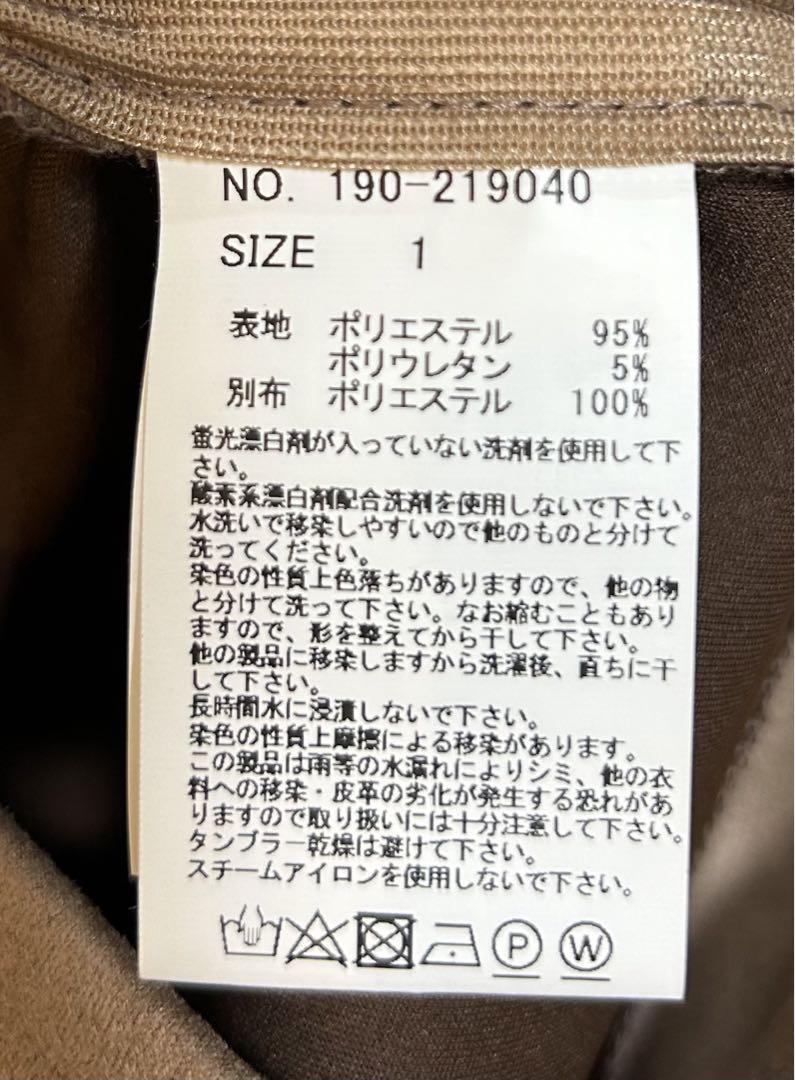 NO. 190-219040
SIZE 1
表地 ポリエステル 95%
ポリウレタン 5%
別布 ポリエステル 100%
蛍光漂白剤が入っていない洗剤を使用して下
さい。
酸素系漂白剤配合洗剤を使用しないで下さい。
水洗いで移染しやすいので他のものと分けて
洗ってください。
染色の性質上色落ちがありますので、他の物
と分けて洗って下さい。なお縮むこともあり
ますので、形を整えてから干して下さい。
他の製品に移染しますから洗濯後、直ちに干
して下さい。
長時間水に浸漬しないで下さい。
染色の性質上摩擦による移染があります。
この製品は雨等の水漏れによりシミ、他の衣
料への移染・皮革の劣化が発生する恐れがあ
りますので取り扱いには十分注意して下さい。
タンブラー乾燥は避けて下さい。
スチームアイロンを使用しないで下さい。
P W